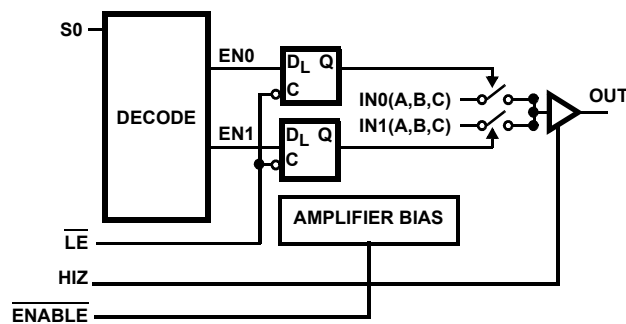 S0
EN0
DL Q
C
DECODE
IN0(A,B,C)
OUT
IN1(A,B,C)
EN1
DL Q
C
AMPLIFIER BIAS
LE
HIZ
ENABLE